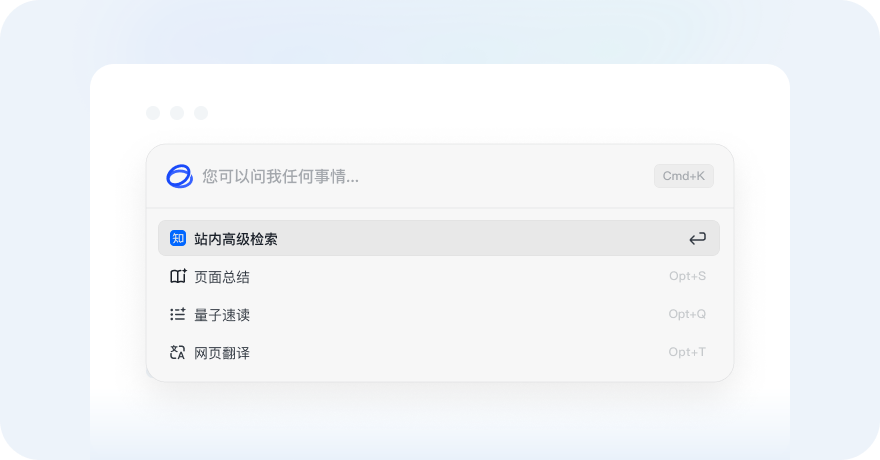 您可以问我任何事情...
Cmd+K
知 站内高级检索
页面总结 Opt+S
量子速读 Opt+Q
网页翻译 Opt+T